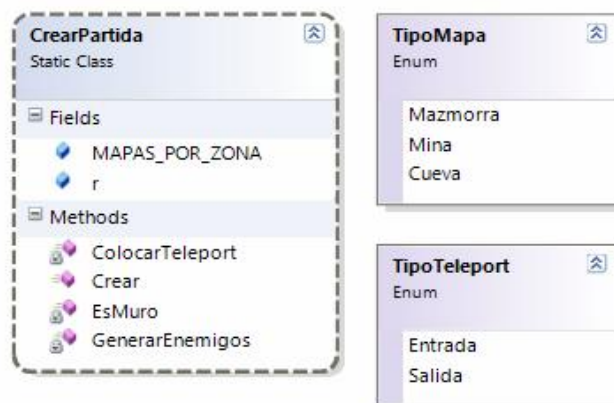 CrearPartida
Static Class
Fields
MAPAS_POR_ZONA
r
Methods
ColocarTeleport
Crear
EsMuro
GenerarEnemigos
TipoMapa
Enum
Mazmorra
Mina
Cueva
TipoTeleport
Enum
Entrada
Salida